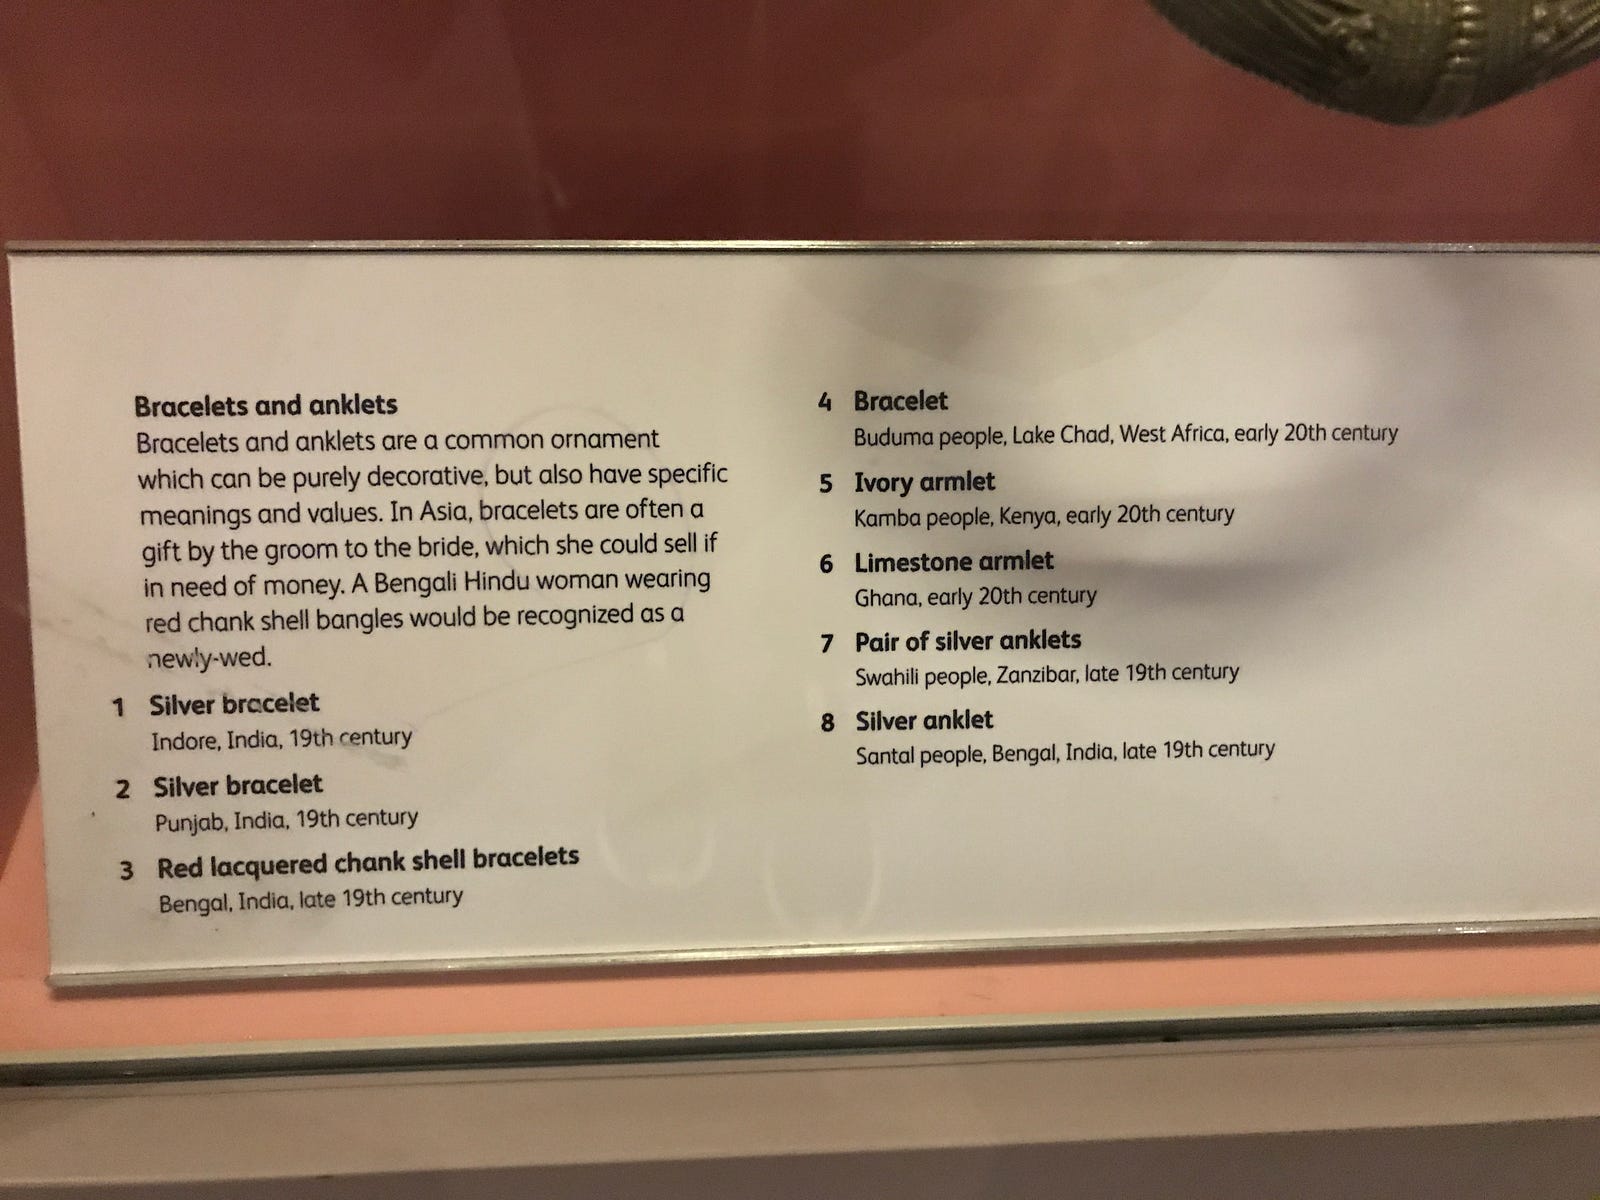 Bracelets and anklets
Bracelets and anklets are a common ornament
which can be purely decorative, but also have specific
meanings and values. In Asia, bracelets are often a
gift by the groom to the bride, which she could sell if
in need of money. A Bengali Hindu woman wearing
red chank shell bangles would be recognized as a
newly-wed.
1 Silver bracelet
Indore, India, 19th century
2 Silver bracelet
Punjab, India, 19th century
3 Red lacquered chank shell bracelets
Bengal, India, late 19th century
4 Bracelet
Buduma people, Lake Chad, West Africa, early 20th century
5 Ivory armlet
Kamba people, Kenya, early 20th century
6 Limestone armlet
Ghana, early 20th century
7 Pair of silver anklets
Swahili people, Zanzibar, late 19th century
8 Silver anklet
Santal people, Bengal, India, late 19th century